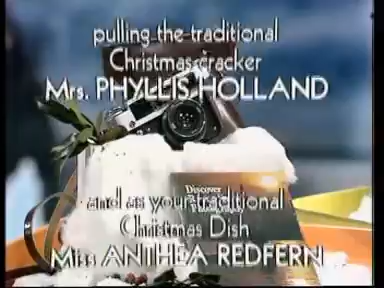 pulling the traditional
Christmas cracker
Mrs. PHYLLIS HOLLAND
Discover
and as your traditional
Christmas Dish
Miss ANTHEA REDFERN